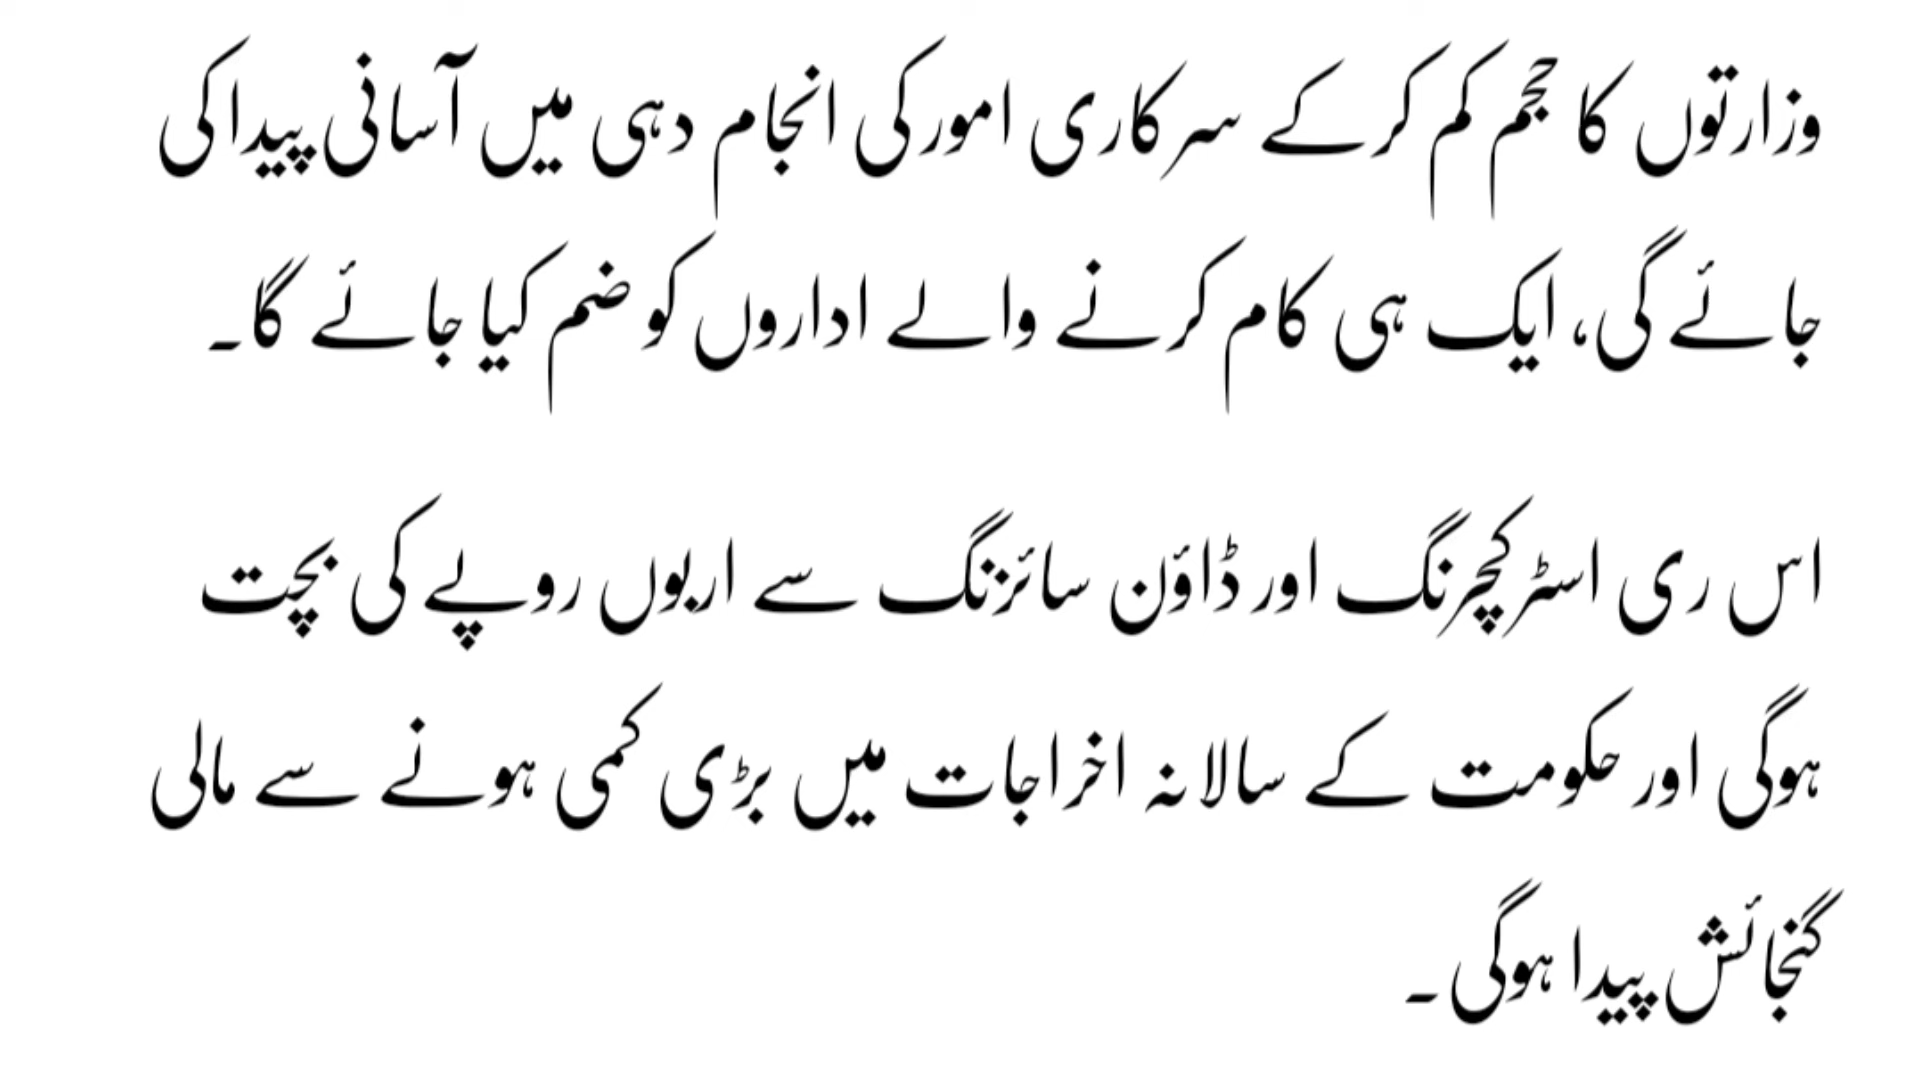 وزارتوں کا حجم کم کرکے سرکاری امور کی انجام دہی میں آسانی پیدا کی
جائے گی، ایک ہی کام کرنے والے اداروں کو ضم کیا جائے گا۔
اس ری اسٹرکچرنگ اور ڈاؤن سائزنگ سے اربوں روپے کی بچت
ہوگی اور حکومت کے سالانہ اخراجات میں بڑی کمی ہونے سے مالی
گنجائش پیدا ہوگی۔